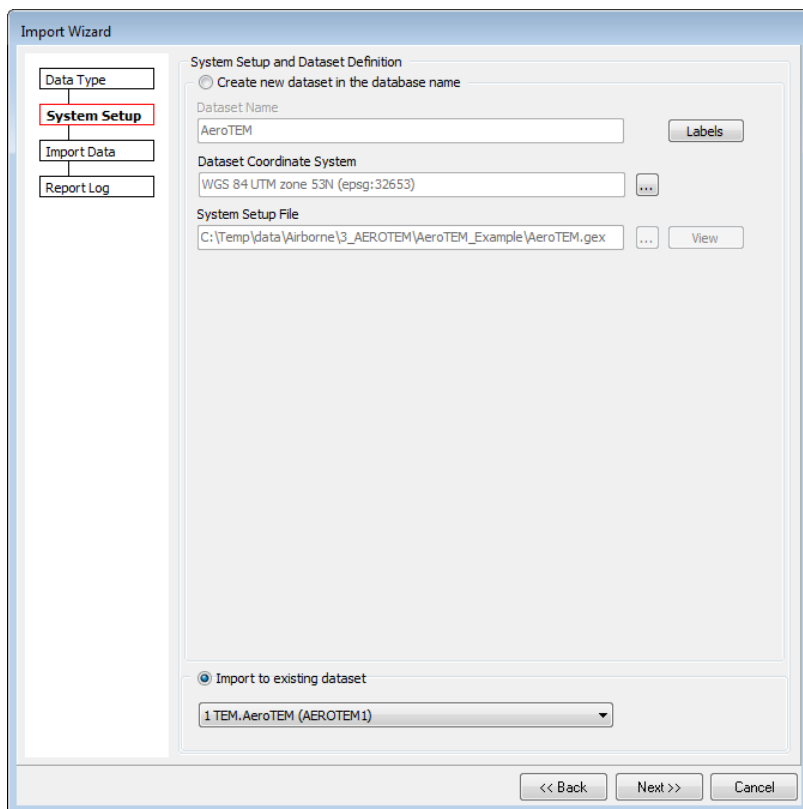 Import Wizard
Data Type
System Setup
Import Data
Report Log
System Setup and Dataset Definition
Create new dataset in the database name
Dataset Name
AeroTEM
Labels
Dataset Coordinate System
WGS 84 UTM zone 53N (epsg:32653)
...
System Setup File
C:\Temp\data\Airborne\3_AEROTEM\AeroTEM_Example\AeroTEM.gex
...
View
Import to existing dataset
1 TEM.AeroTEM (AEROTEM1)
<< Back
Next >>
Cancel